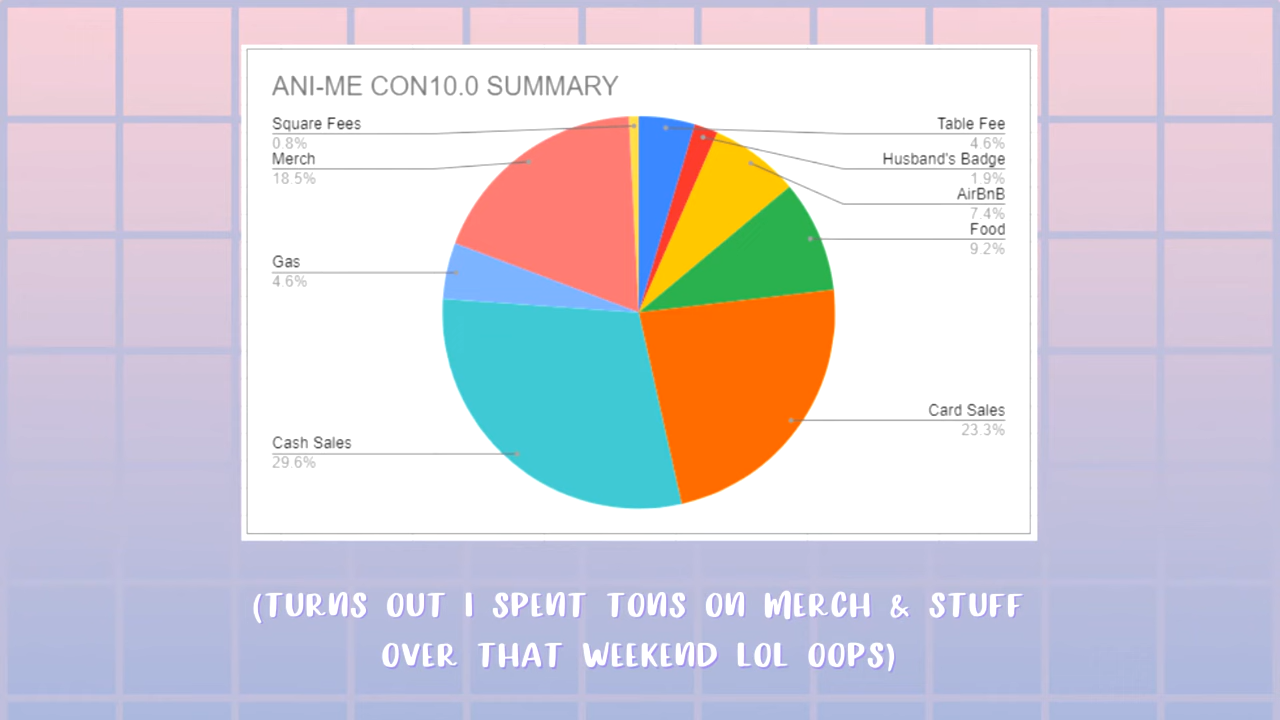 ANI-ME CON10.0 SUMMARY
Square Fees
0.8%
Merch
18.5%
Gas
4.6%
Cash Sales
29.6%
Table Fee
4.6%
Husband's Badge
1.9%
AirBnB
7.4%
Food
9.2%
Card Sales
23.3%
(TURNS OUT I SPENT TONS ON MERCH & STUFF
OVER THAT WEEKEND LOL OOPS)